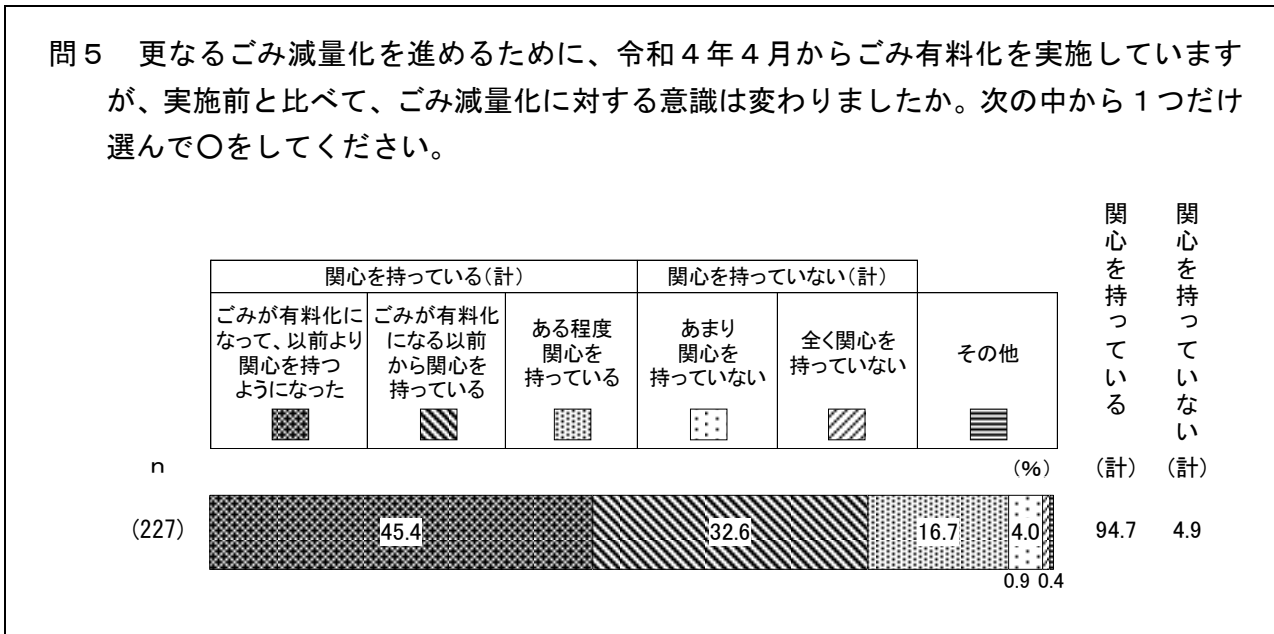 問5　更なるごみ減量化を進めるために、令和4年4月からごみ有料化を実施しています
が、実施前と比べて、ごみ減量化に対する意識は変わりましたか。次の中から1つだけ
選んで〇をしてください。
関心を持っている(計)
関心を持っていない(計)
ごみが有料化に
なって、以前より
関心を持つ
ようになった
ごみが有料化
になる以前
から関心を
持っている
ある程度
関心を
持っている
あまり
関心を
持っていない
全く関心を
持っていない
その他
関心を持っている
(計)
関心を持っていない
(計)
n
(%)
(227)
45.4
32.6
16.7
4.0
0.9
0.4
94.7
4.9